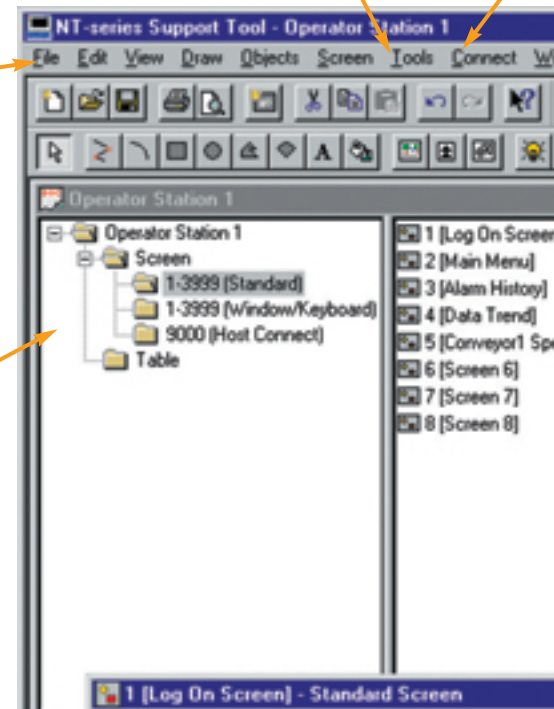 NT-series Support Tool - Operator Station 1
File Edit View Draw Objects Screen Tools Connect
Operator Station 1
Operator Station 1
Screen
1-3999 (Standard)
1-3999 (Window/Keyboard)
9000 (Host Connect)
Table
1 [Log On Screen
2 [Main Menu]
3 [Alarm History]
4 [Data Trend]
5 [Conveyor1 Spe
6 [Screen 6]
7 [Screen 7]
8 [Screen 8]
1 [Log On Screen] - Standard Screen